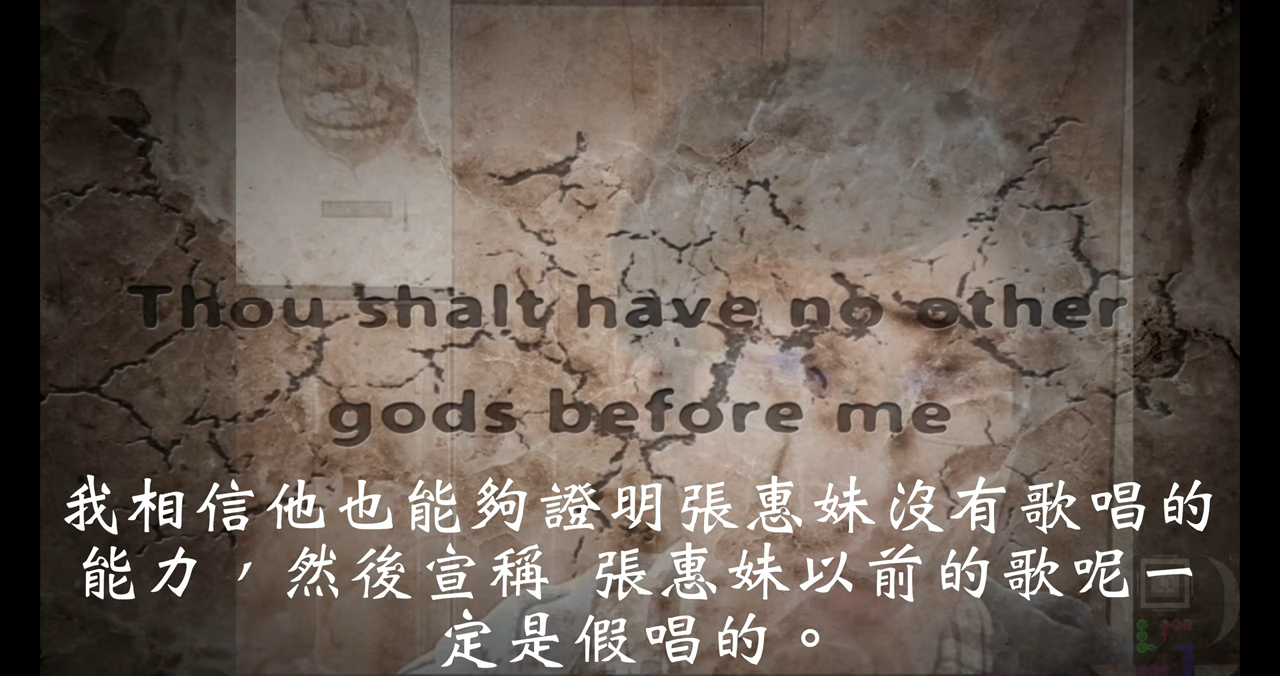 Thou shalt have no other
gods before me
我相信他也能夠證明張惠妹沒有歌唱的
能力，然後宣稱 張惠妹以前的歌呢一
定是假唱的。